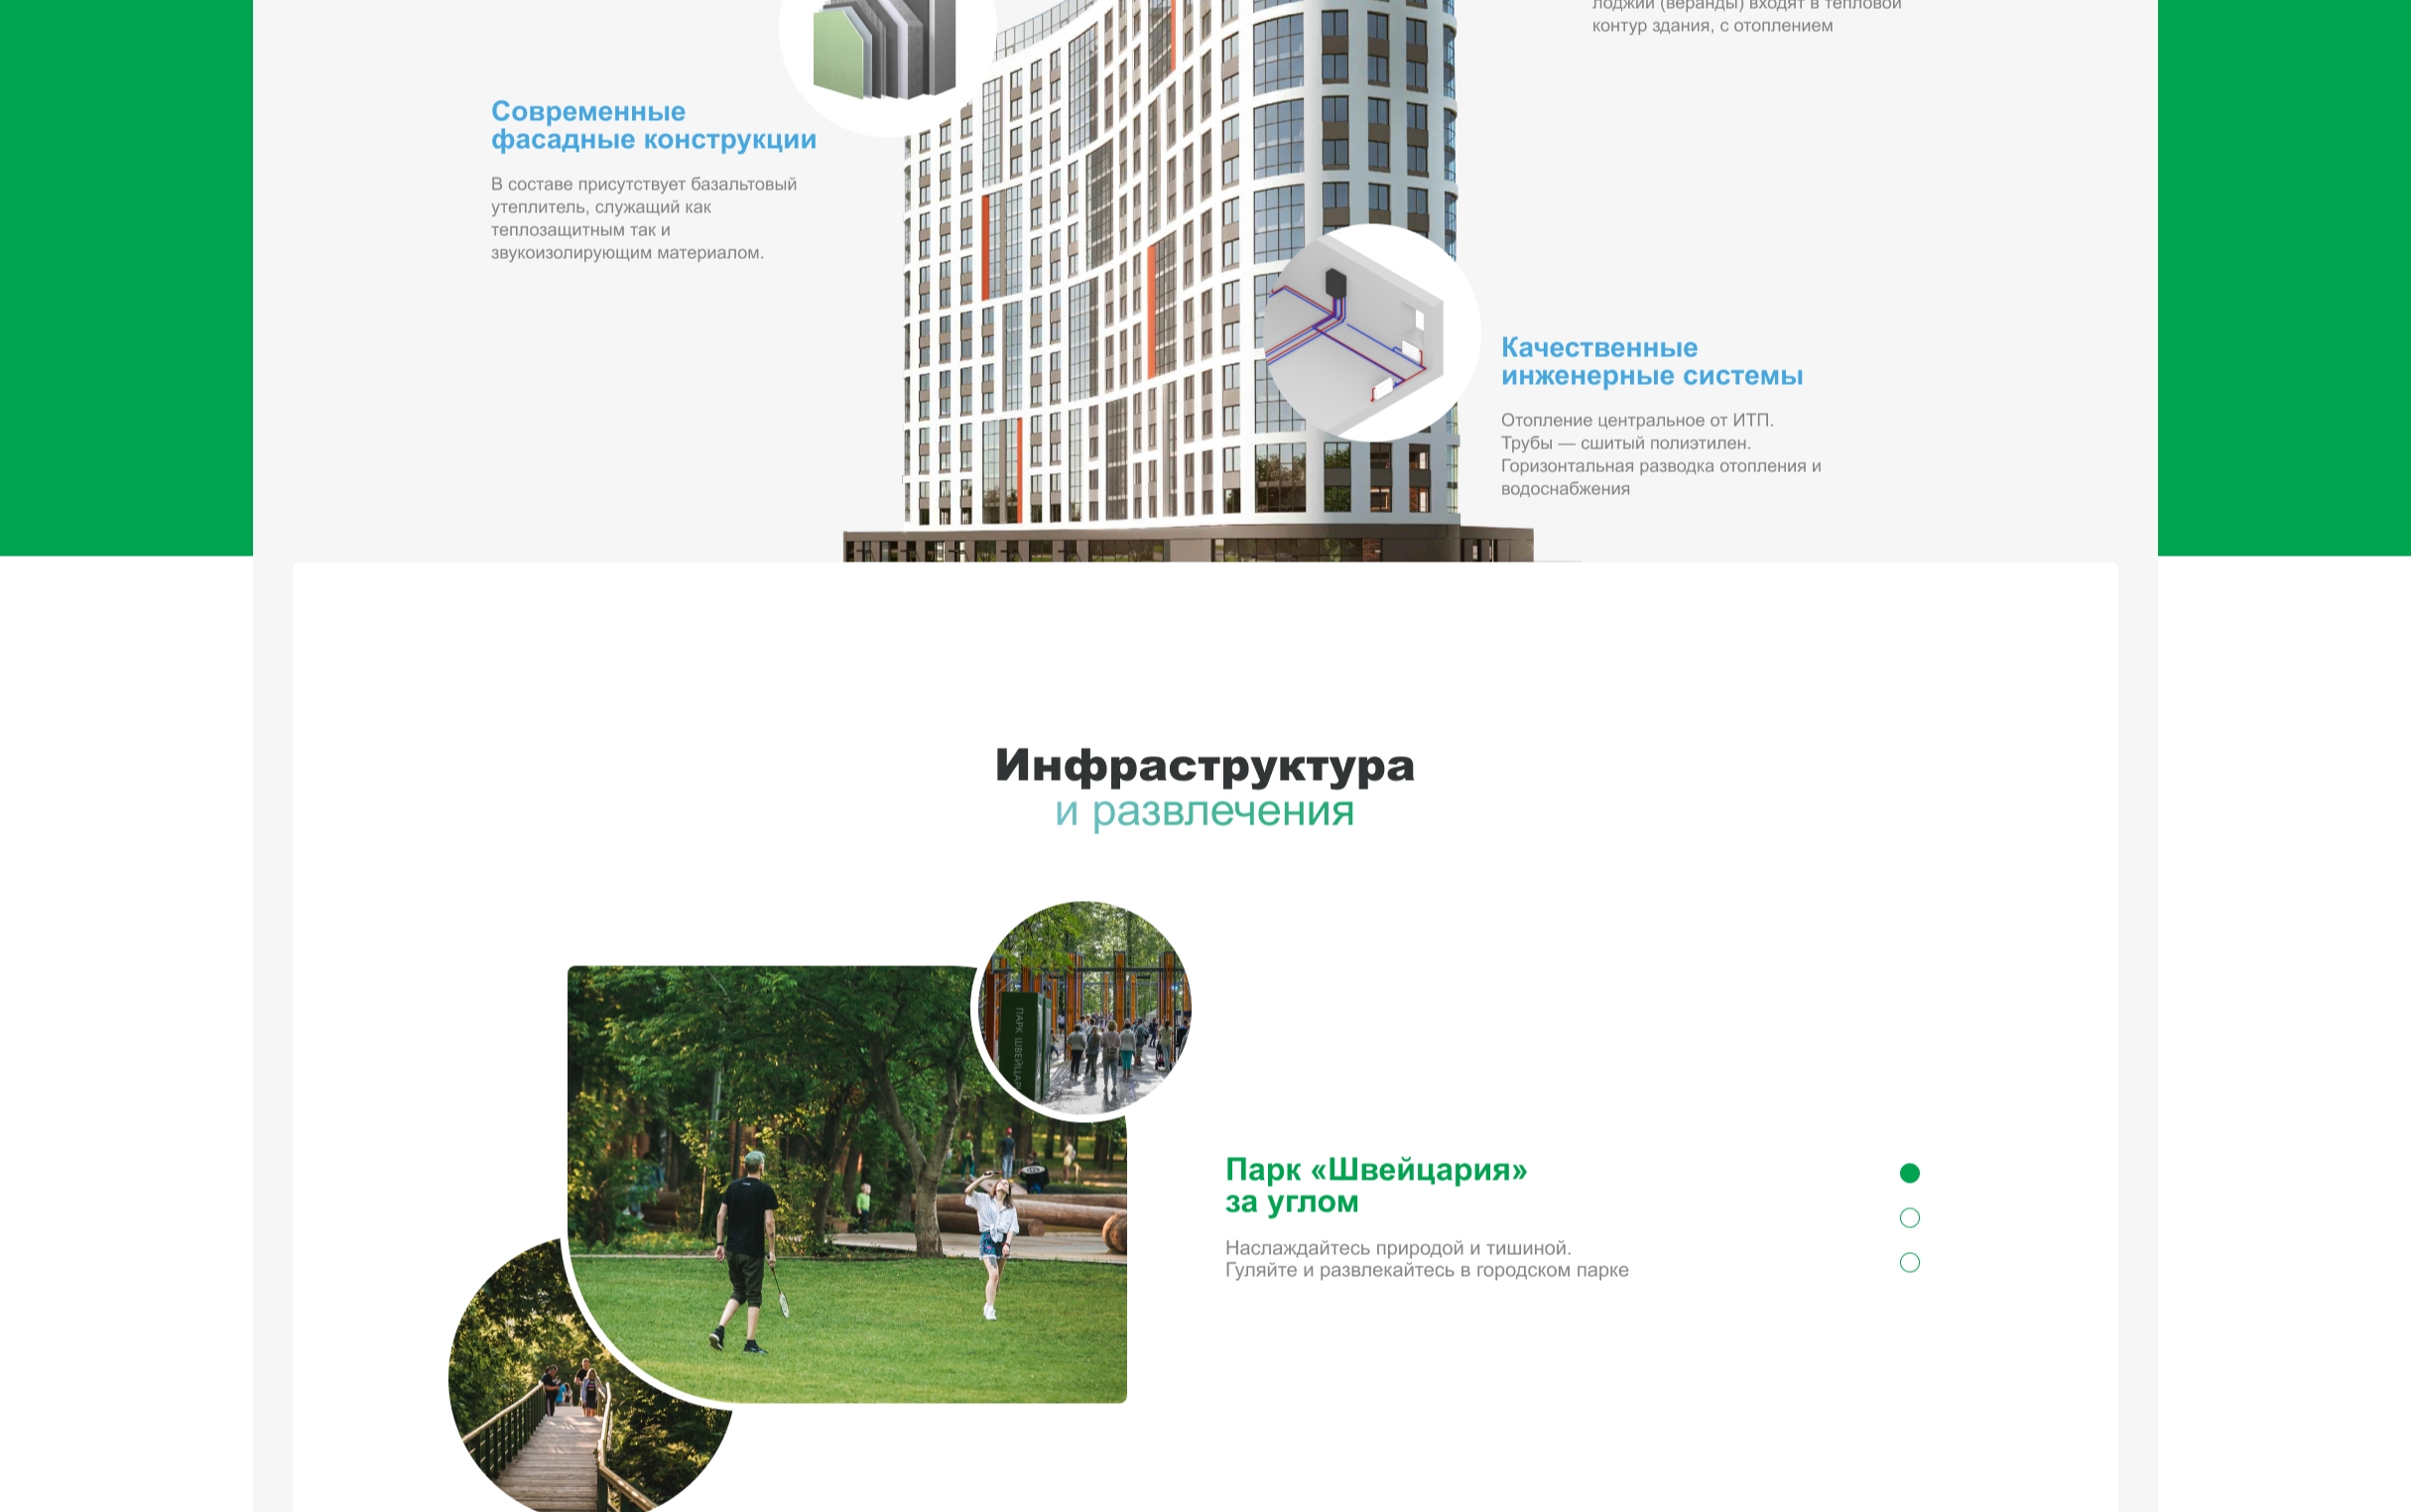 лоджии (веранды) входят в тепловой
контур здания, с отоплением
Современные
фасадные конструкции
В составе присутствует базальтовый
утеплитель, служащий как
теплозащитным так и
звукоизолирующим материалом.
Качественные
инженерные системы
Отопление центральное от ИТП.
Трубы — сшитый полиэтилен.
Горизонтальная разводка отопления и
водоснабжения
Инфраструктура
и развлечения
ПАРК ШВЕЙЦАР
Парк «Швейцария»
за углом
Наслаждайтесь природой и тишиной.
Гуляйте и развлекайтесь в городском парке